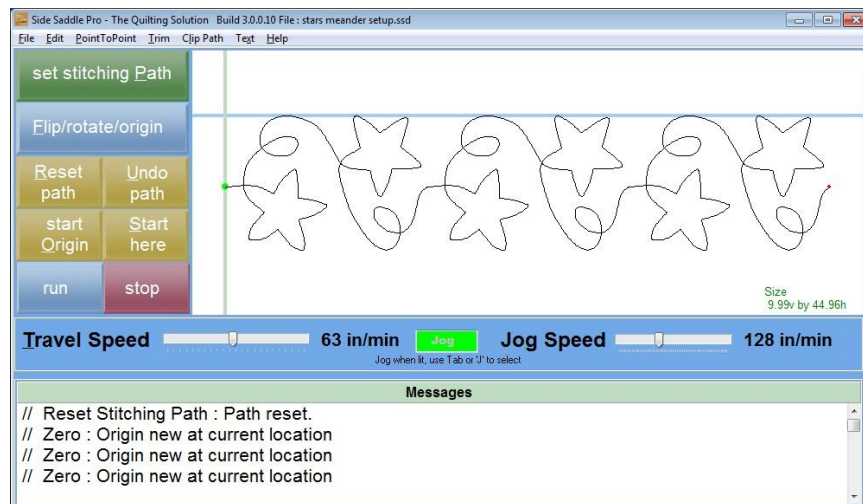 Side Saddle Pro - The Quilting Solution Build 3.0.0.10 File : stars meander setup.ssd
File Edit PointToPoint Trim Clip Path Text Help
set stitching Path
Flip/rotate/origin
Reset path
Undo path
start Origin
Start here
run
stop
Size
9.99v by 44.96h
Travel Speed 63 in/min Jog Jog Speed 128 in/min
Jog when lit, use Tab or 'J' to select
Messages
// Reset Stitching Path : Path reset.
// Zero : Origin new at current location
// Zero : Origin new at current location
// Zero : Origin new at current location